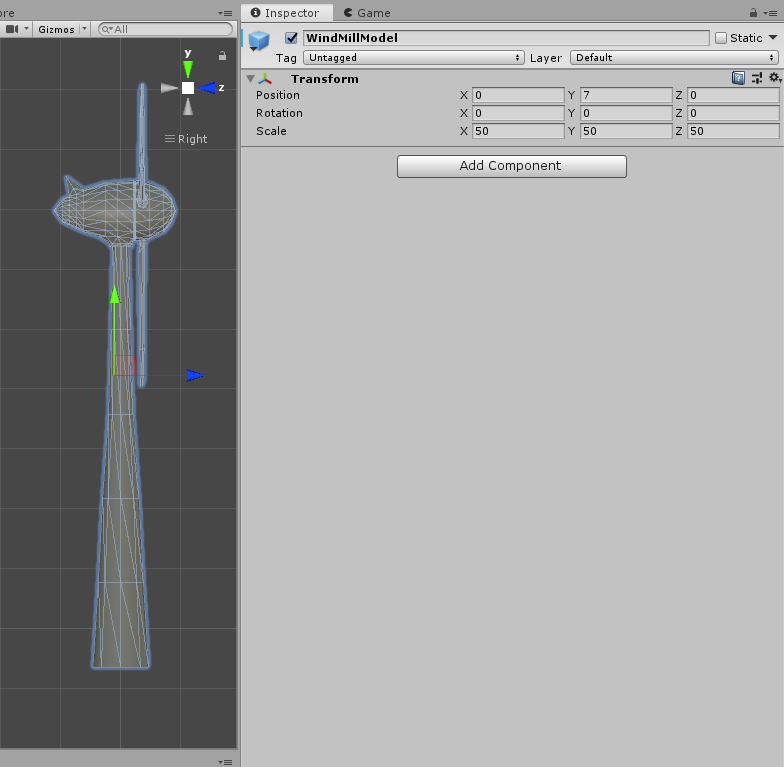 ore
Inspector
Game
Gizmos
All
WindMillModel
Static
Tag
Untagged
Layer
Default
y
z
Right
Transform
Position X 0 Y 7 Z 0
Rotation X 0 Y 0 Z 0
Scale X 50 Y 50 Z 50
Add Component